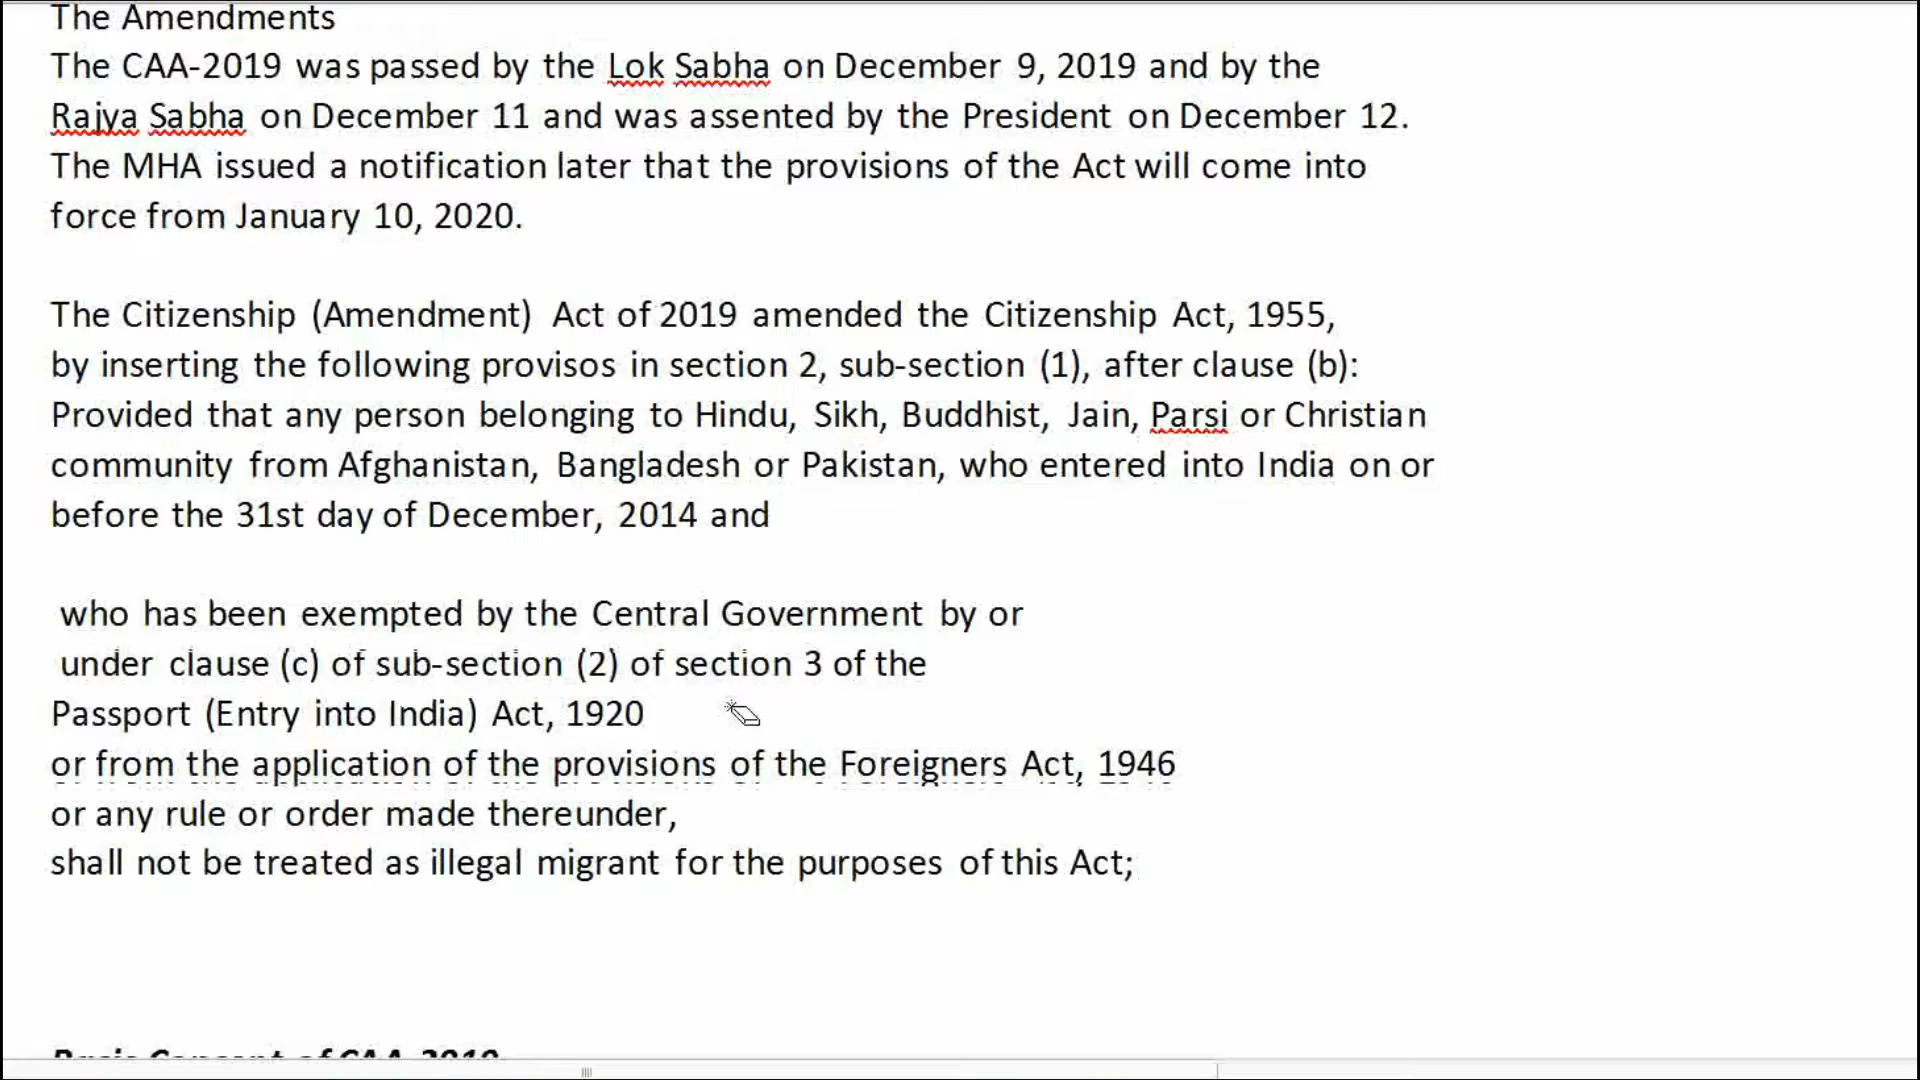 The Amendments
The CAA-2019 was passed by the Lok Sabha on December 9, 2019 and by the
Rajya Sabha on December 11 and was assented by the President on December 12.
The MHA issued a notification later that the provisions of the Act will come into
force from January 10, 2020.
The Citizenship (Amendment) Act of 2019 amended the Citizenship Act, 1955,
by inserting the following provisos in section 2, sub-section (1), after clause (b):
Provided that any person belonging to Hindu, Sikh, Buddhist, Jain, Parsi or Christian
community from Afghanistan, Bangladesh or Pakistan, who entered into India on or
before the 31st day of December, 2014 and
who has been exempted by the Central Government by or
under clause (c) of sub-section (2) of section 3 of the
Passport (Entry into India) Act, 1920
or from the application of the provisions of the Foreigners Act, 1946
or any rule or order made thereunder,
shall not be treated as illegal migrant for the purposes of this Act;
Basic Concept of CAA-2019